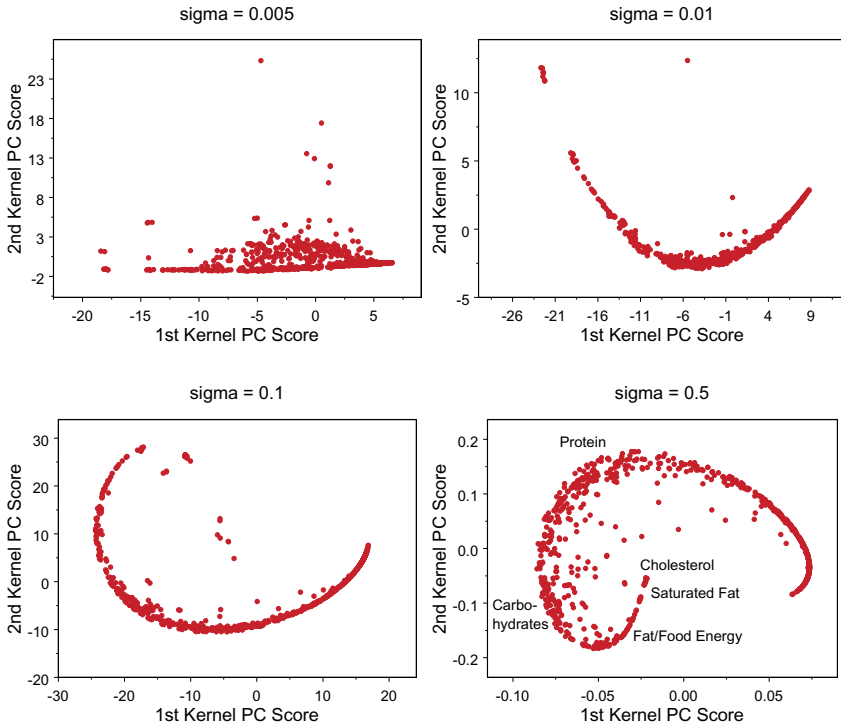 sigma = 0.005
2nd Kernel PC Score
23
18
13
8
3
-2
-20 -15 -10 -5 0 5
1st Kernel PC Score
sigma = 0.01
2nd Kernel PC Score
10
5
0
-5
-26 -21 -16 -11 -6 -1 4 9
1st Kernel PC Score
sigma = 0.1
2nd Kernel PC Score
30
20
10
0
-10
-20
-30 -20 -10 0 10 20
1st Kernel PC Score
sigma = 0.5
2nd Kernel PC Score
0.2
0.1
0.0
-0.1
-0.2
Protein
Cholesterol
Saturated Fat
Carbo-
hydrates
Fat/Food Energy
-0.10 -0.05 0.00 0.05
1st Kernel PC Score